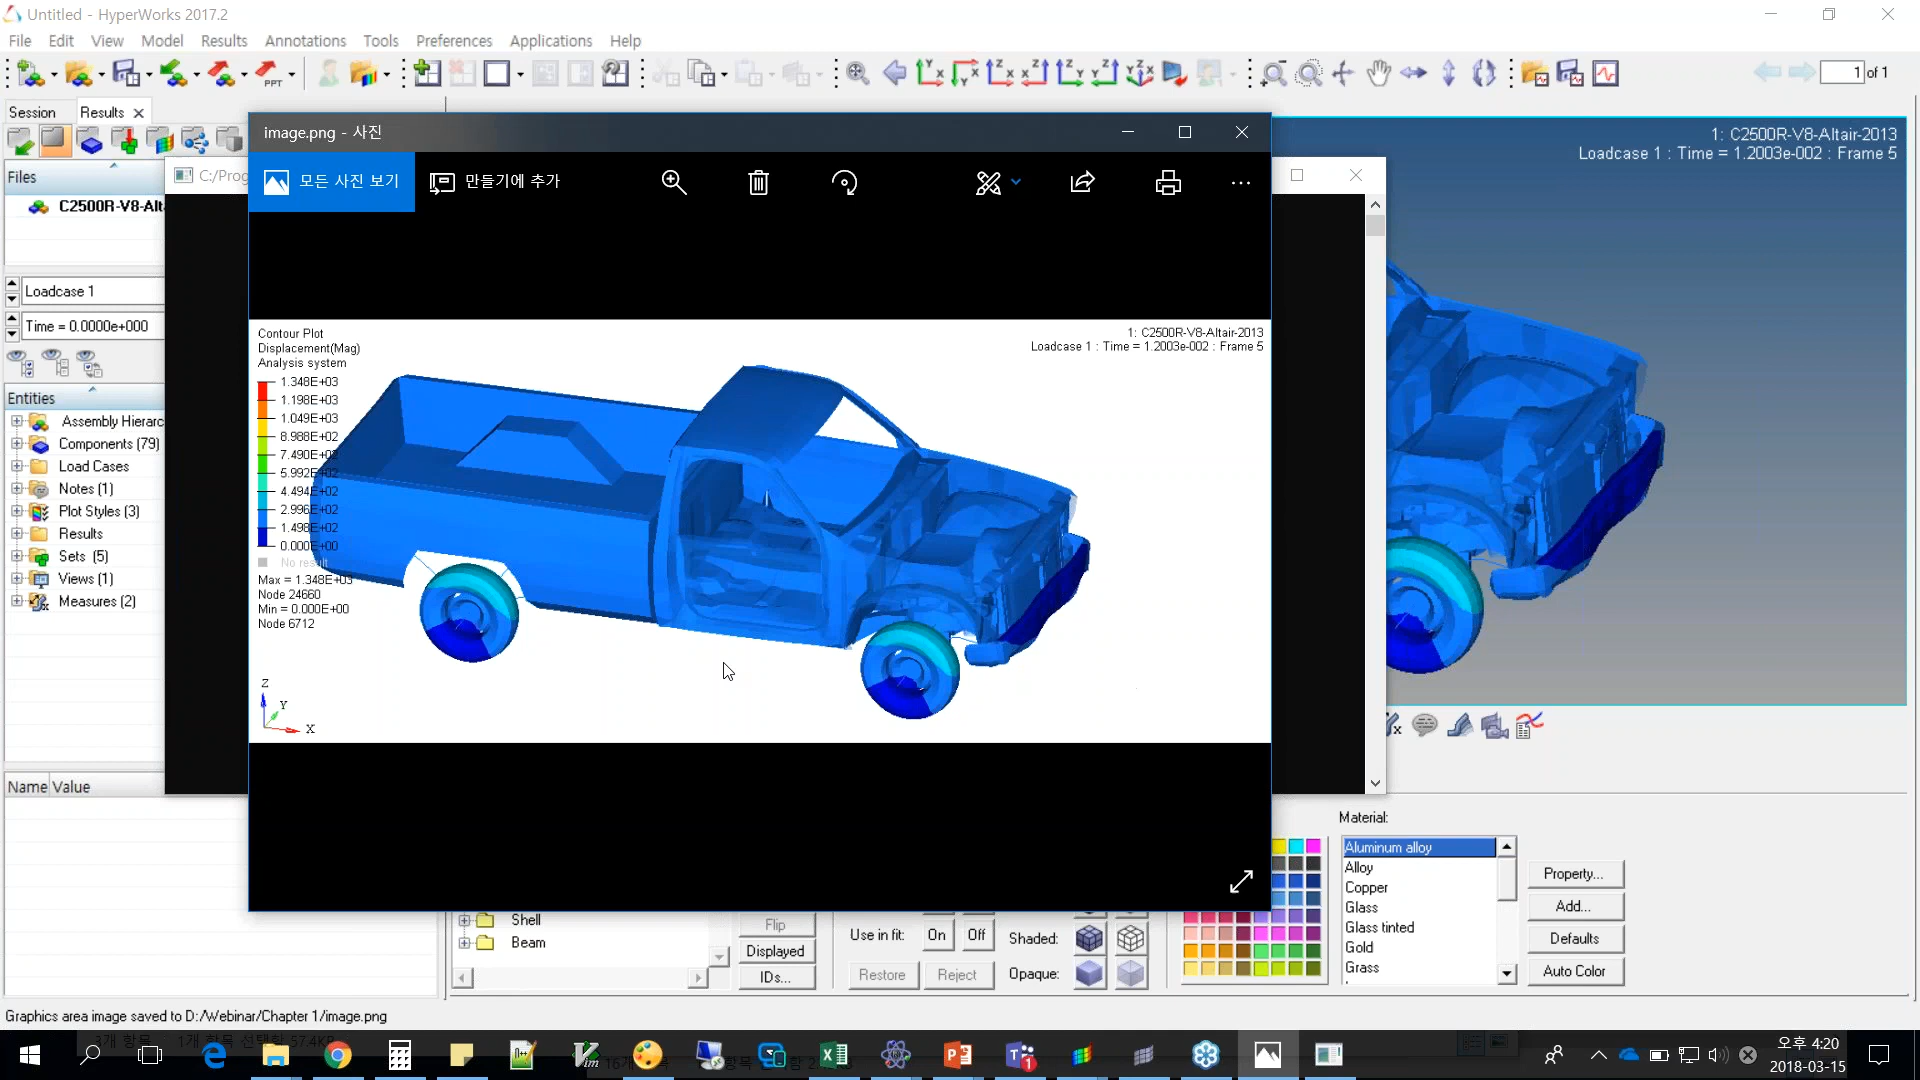 Untitled - HyperWorks 2017.2
File Edit View Model Results Annotations Tools Preferences Applications Help
PPT
1 of 1
Session Results
Files
C2500R-V8-Alt
Loadcase 1
Time = 0.0000e+000
Entities
Assembly Hierarc
Components (79)
Load Cases
Notes (1)
Plot Styles (3)
Results
Sets (5)
Views (1)
Measures (2)
Name Value
C:/Prog
image.png - 사진
모든 사진 보기
만들기에 추가
Contour Plot
Displacement(Mag)
Analysis system
1.348E+03
1.198E+03
1.049E+03
8.988E+02
7.490E+02
5.992E+02
4.494E+02
2.996E+02
1.498E+02
0.000E+00
No result
Max = 1.348E+03
Node 24660
Min = 0.000E+00
Node 6712
Z
Y
X
1: C2500R-V8-Altair-2013
Loadcase 1 : Time = 1.2003e-002 : Frame 5
1: C2500R-V8-Altair-2013
Loadcase 1 : Time = 1.2003e-002 : Frame 5
Shell
Beam
Flip
Displayed
IDs...
Use in fit: On Off
Restore Reject
Shaded:
Opaque:
Material:
Aluminum alloy
Alloy
Copper
Glass
Glass tinted
Gold
Grass
Property...
Add...
Defaults
Auto Color
Graphics area image saved to D:/Webinar/Chapter 1/image.png
오후 4:20
2018-03-15